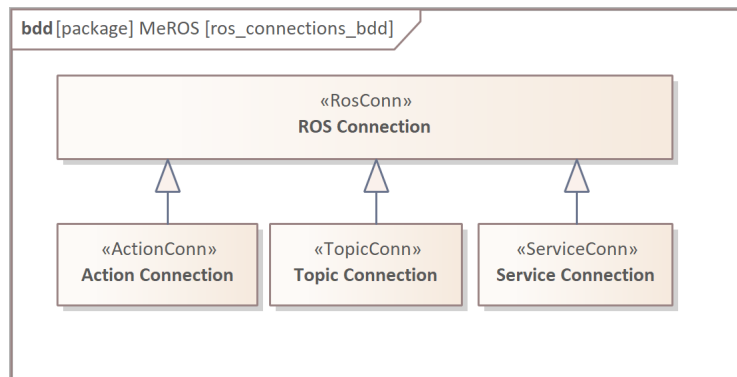 bdd [package] MeROS [ros_connections_bdd]
«RosConn»
ROS Connection
«ActionConn»
Action Connection
«TopicConn»
Topic Connection
«ServiceConn»
Service Connection